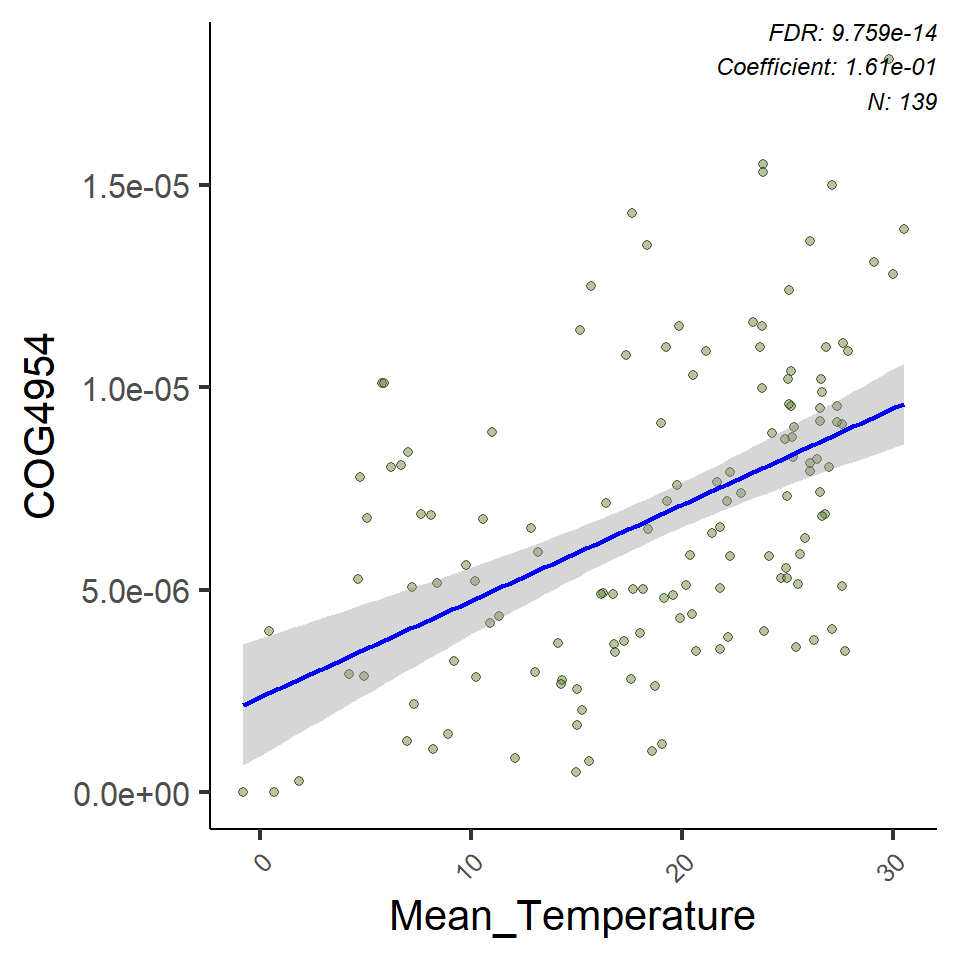 FDR: 9.759e-14
Coefficient: 1.61e-01
N: 139
COG4954
1.5e-05
1.0e-05
5.0e-06
0.0e+00
0
10
20
30
Mean_Temperature